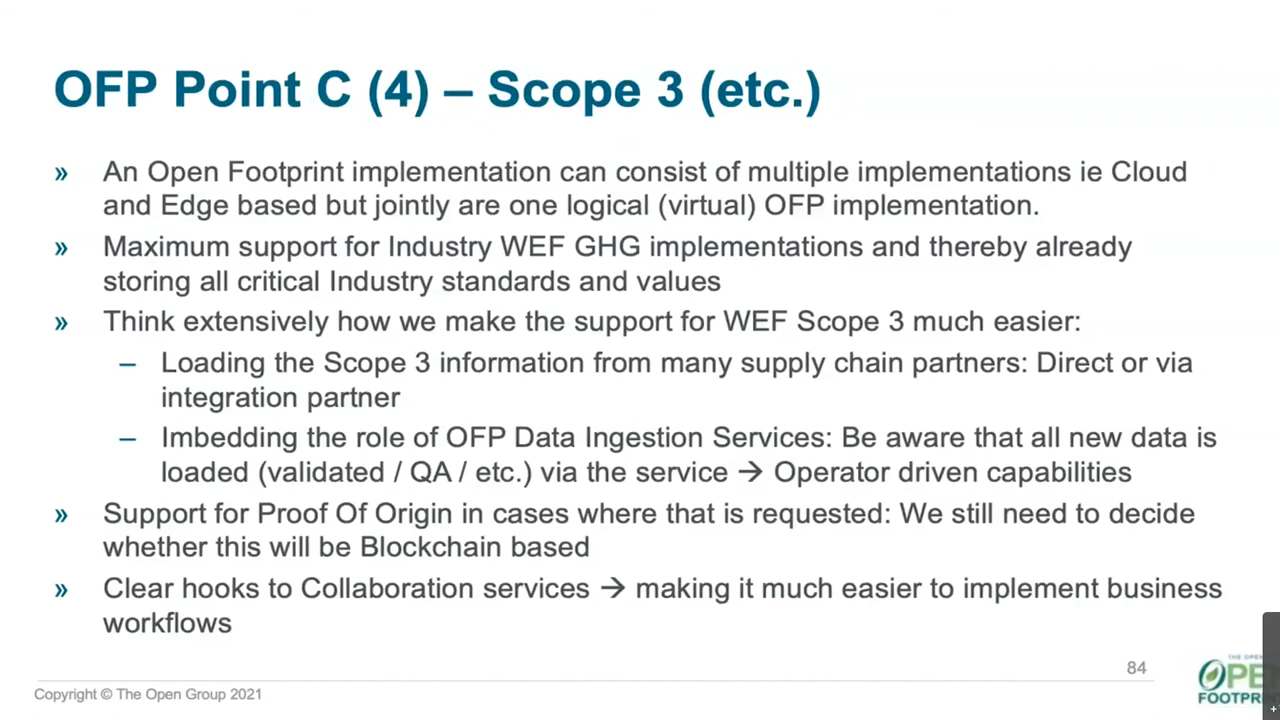 OFP Point C (4) – Scope 3 (etc.)
» An Open Footprint implementation can consist of multiple implementations ie Cloud
and Edge based but jointly are one logical (virtual) OFP implementation.
» Maximum support for Industry WEF GHG implementations and thereby already
storing all critical Industry standards and values
» Think extensively how we make the support for WEF Scope 3 much easier:
– Loading the Scope 3 information from many supply chain partners: Direct or via
integration partner
– Imbedding the role of OFP Data Ingestion Services: Be aware that all new data is
loaded (validated / QA / etc.) via the service → Operator driven capabilities
» Support for Proof Of Origin in cases where that is requested: We still need to decide
whether this will be Blockchain based
» Clear hooks to Collaboration services → making it much easier to implement business
workflows
84
Copyright © The Open Group 2021
THE OPE
OPE
FOOTPRI